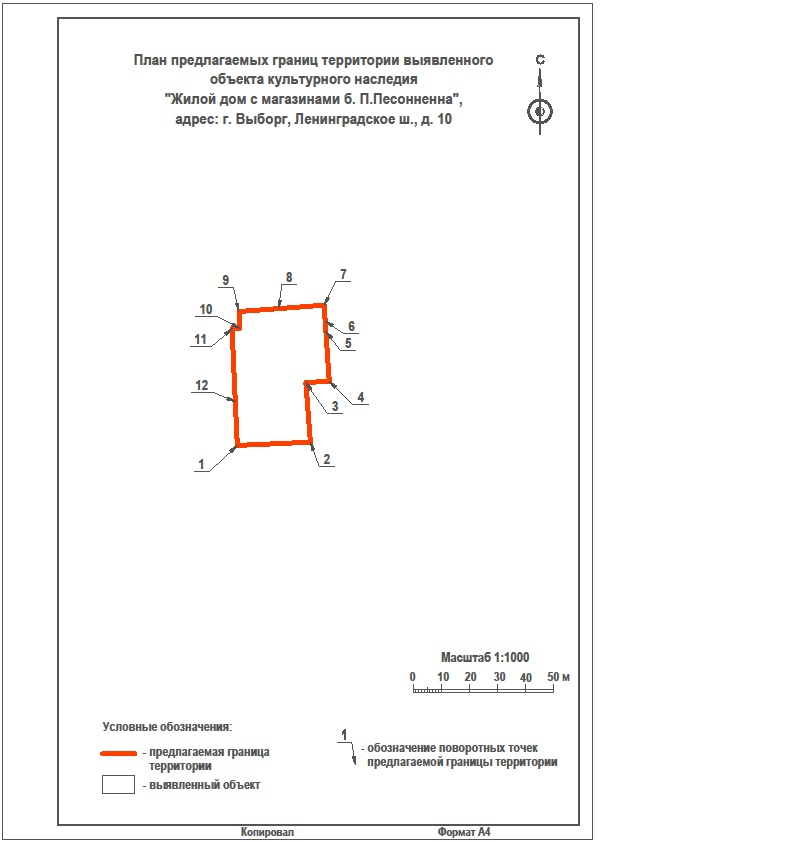 План предлагаемых границ территории выявленного
объекта культурного наследия
"Жилой дом с магазинами б. П.Песонненна",
адрес: г. Выборг, Ленинградское ш., д. 10
С
9
8
7
10
6
11
5
12
4
3
1
2
Масштаб 1:1000
0 10 20 30 40 50 м
Условные обозначения:
- предлагаемая граница
территории
- выявленный объект
1
- обозначение поворотных точек
предлагаемой границы территории
Копировал Формат А4